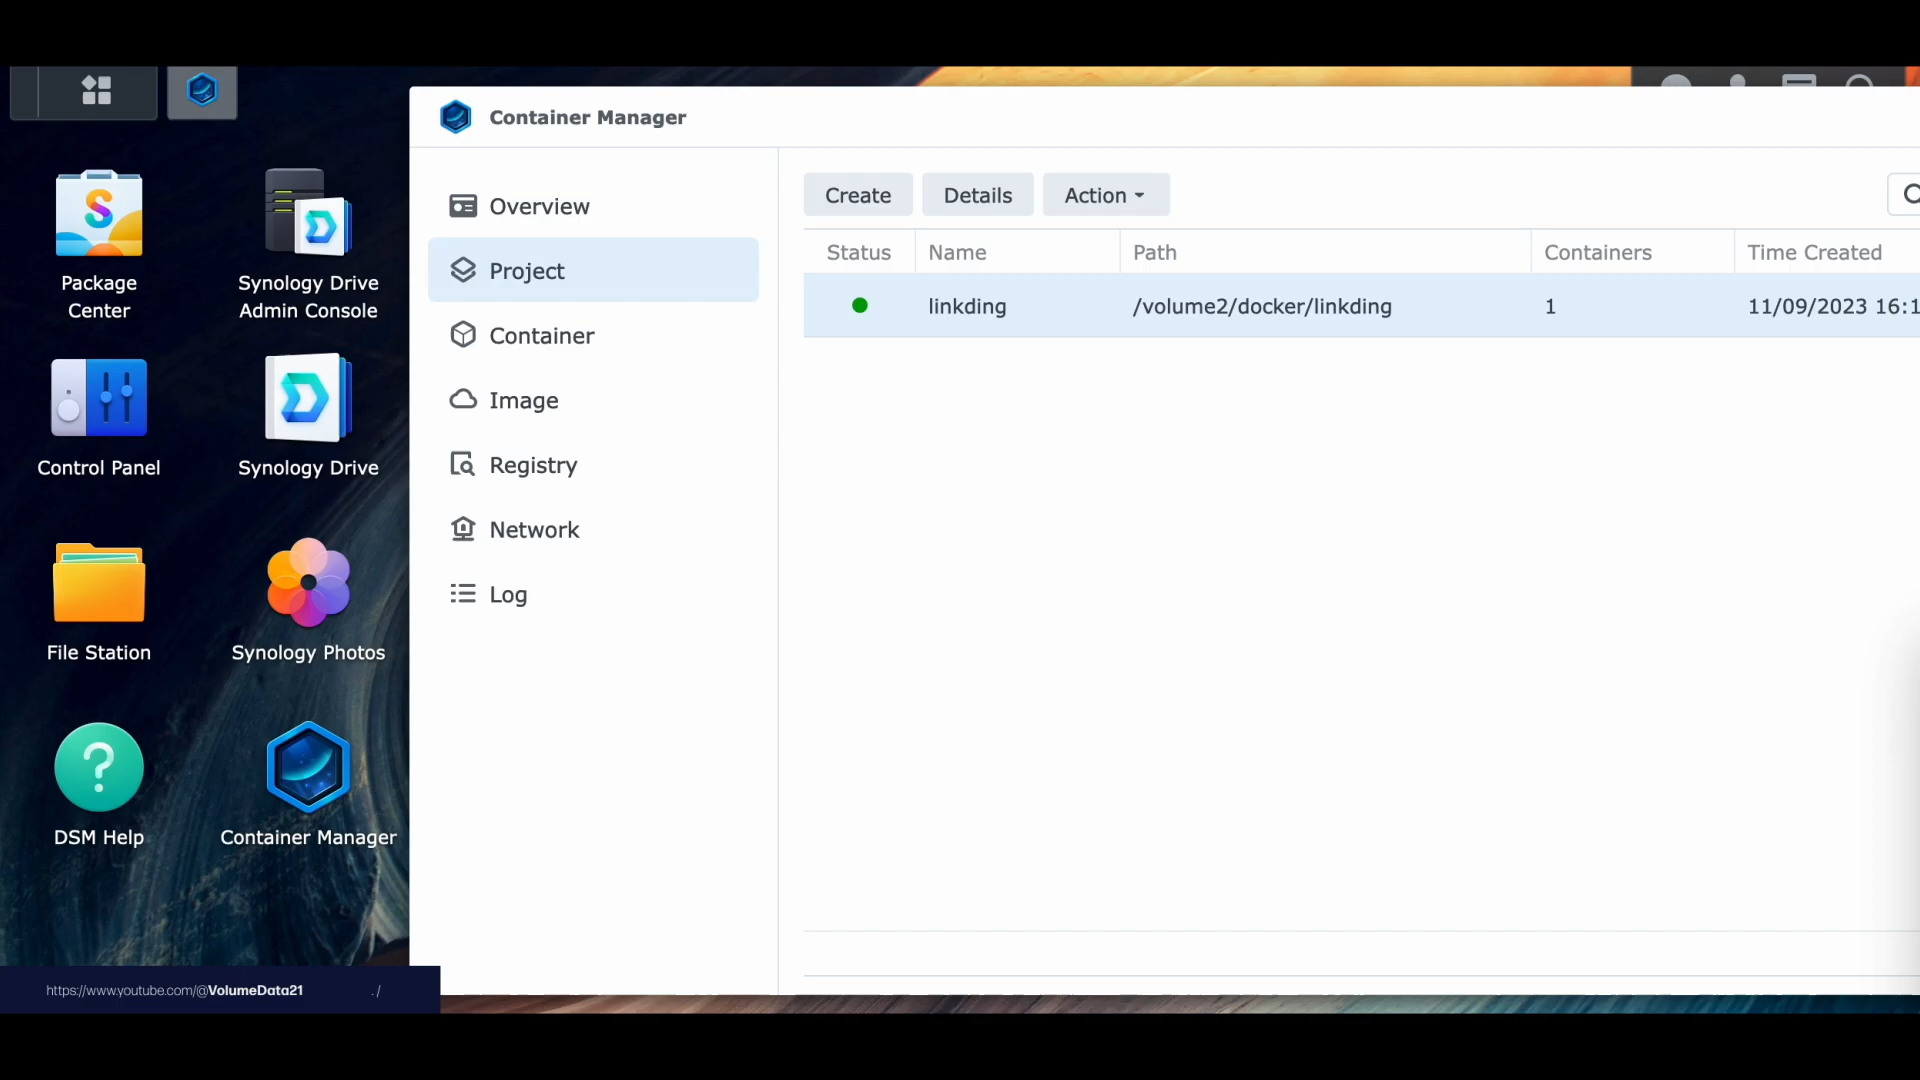 Container Manager
Package
Center
Synology Drive
Admin Console
Control Panel
Synology Drive
File Station
Synology Photos
DSM Help
Container Manager
Overview
Project
Container
Image
Registry
Network
Log
Create
Details
Action
Status
Name
Path
Containers
Time Created
linkding
/volume2/docker/linkding
1
11/09/2023 16:1
https://www.youtube.com/@VolumeData21
. /